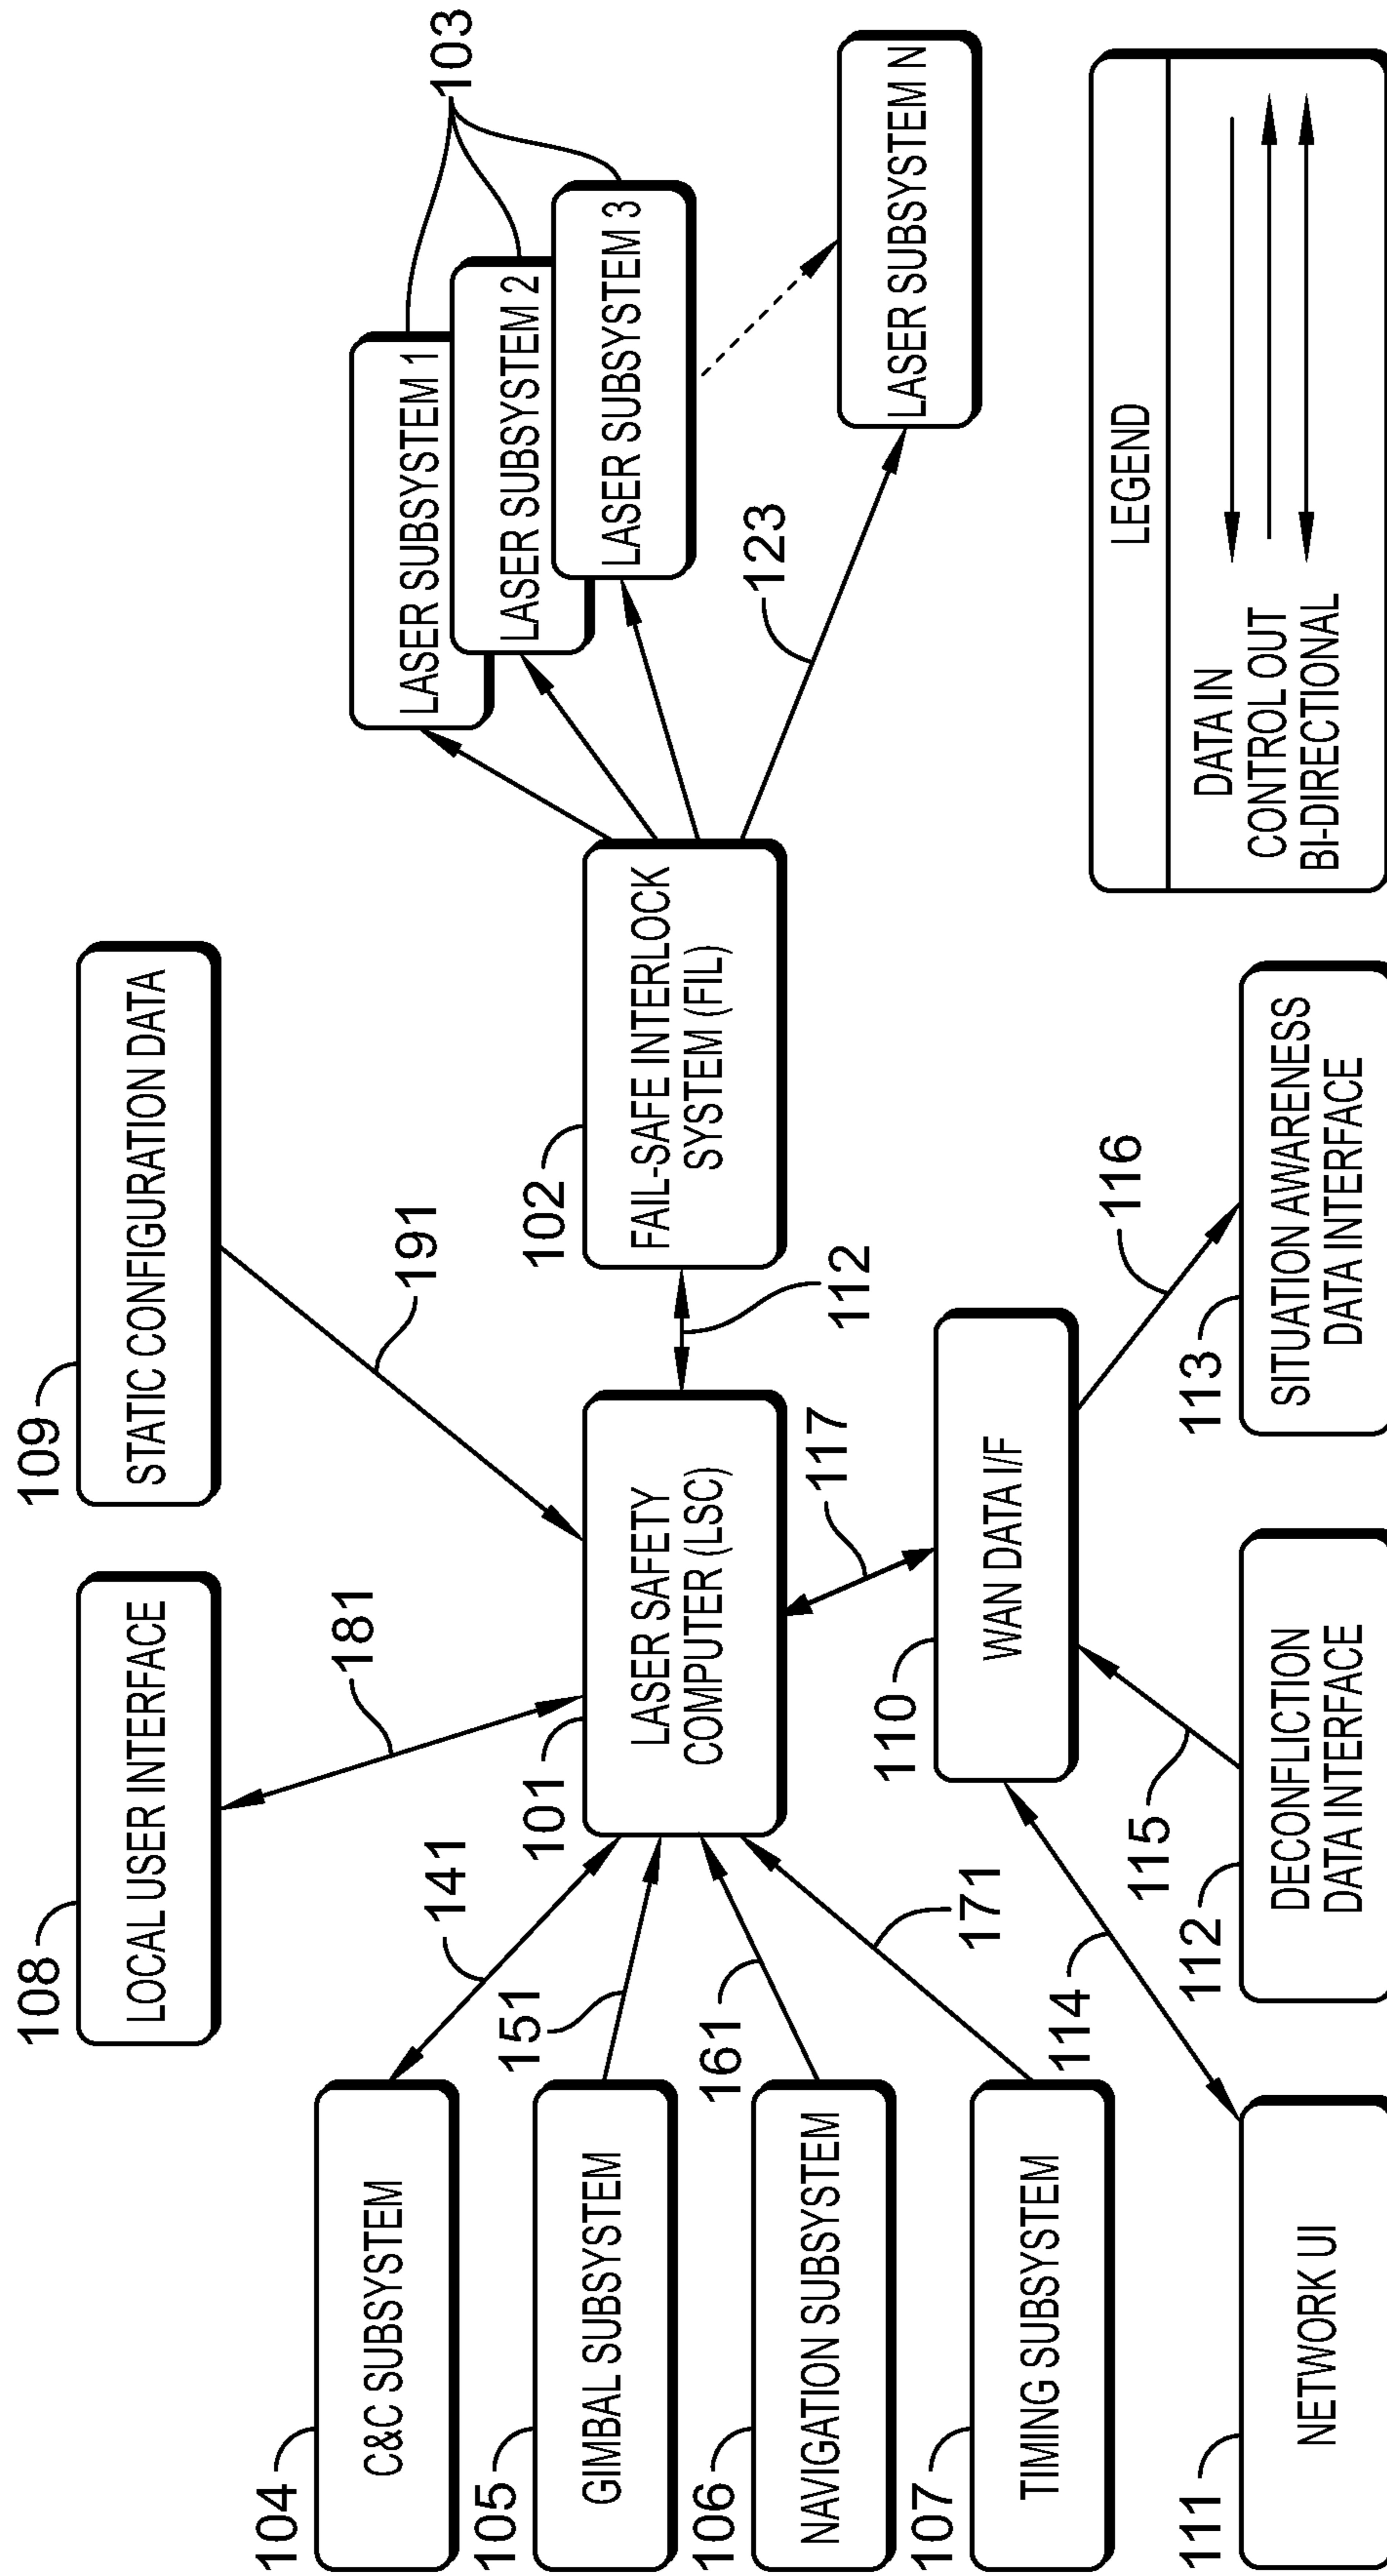 108
LOCAL USER INTERFACE
181
109
STATIC CONFIGURATION DATA
191
104
C&C SUBSYSTEM
141
105
GIMBAL SUBSYSTEM
151
106
NAVIGATION SUBSYSTEM
161
107
TIMING SUBSYSTEM
171
101
LASER SAFETY
COMPUTER (LSC)
112
102
FAIL-SAFE INTERLOCK
SYSTEM (FIL)
103
LASER SUBSYSTEM 1
LASER SUBSYSTEM 2
LASER SUBSYSTEM 3
123
LASER SUBSYSTEM N
117
110
WAN DATA I/F
114
115
116
111
NETWORK UI
112
DECONFLICTION
DATA INTERFACE
113
SITUATION AWARENESS
DATA INTERFACE
LEGEND
DATA IN
CONTROL OUT
BI-DIRECTIONAL